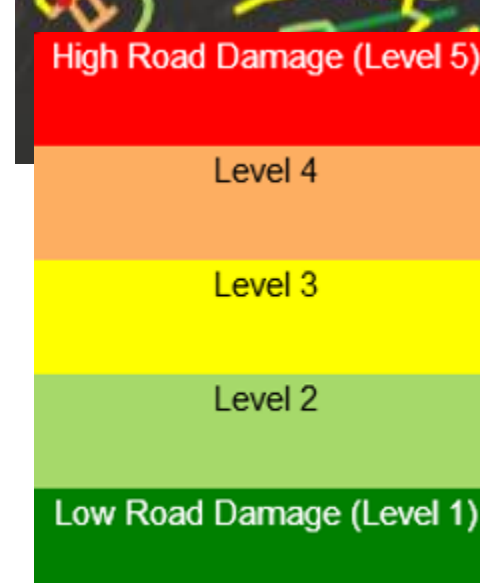 High Road Damage (Level 5)
Level 4
Level 3
Level 2
Low Road Damage (Level 1)